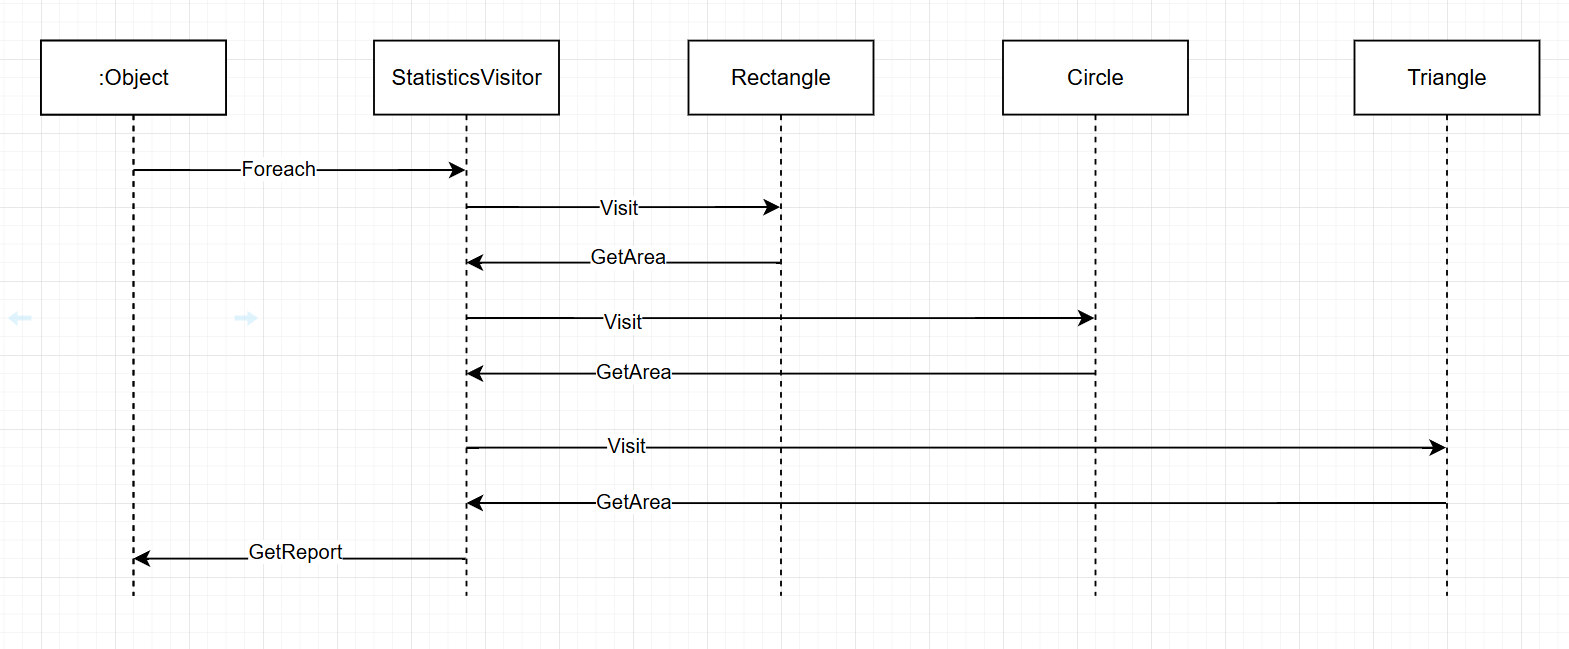 :Object
StatisticsVisitor
Rectangle
Circle
Triangle
Foreach
Visit
GetArea
Visit
GetArea
Visit
GetArea
GetReport